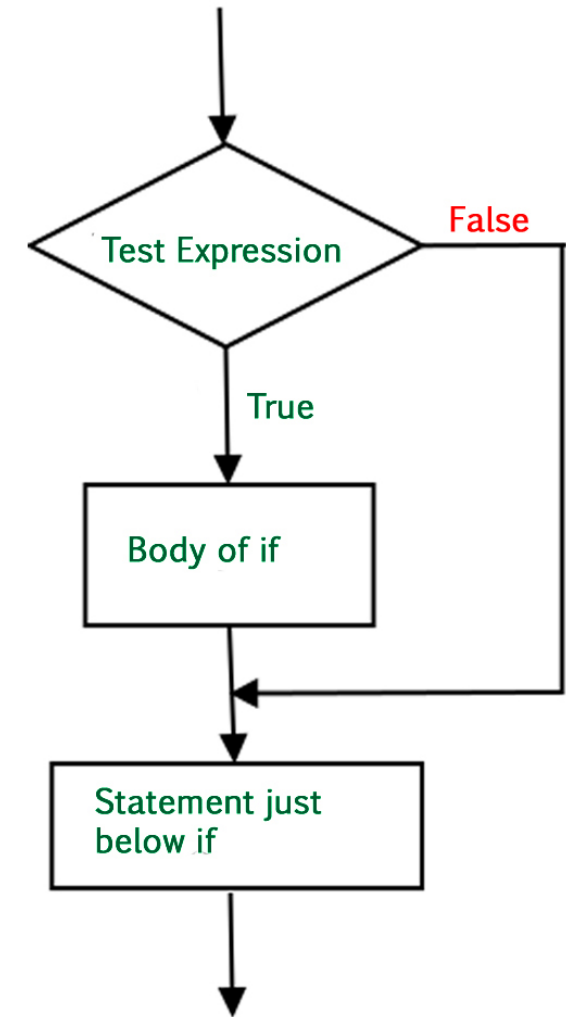 Test Expression
False
True
Body of if
Statement just
below if